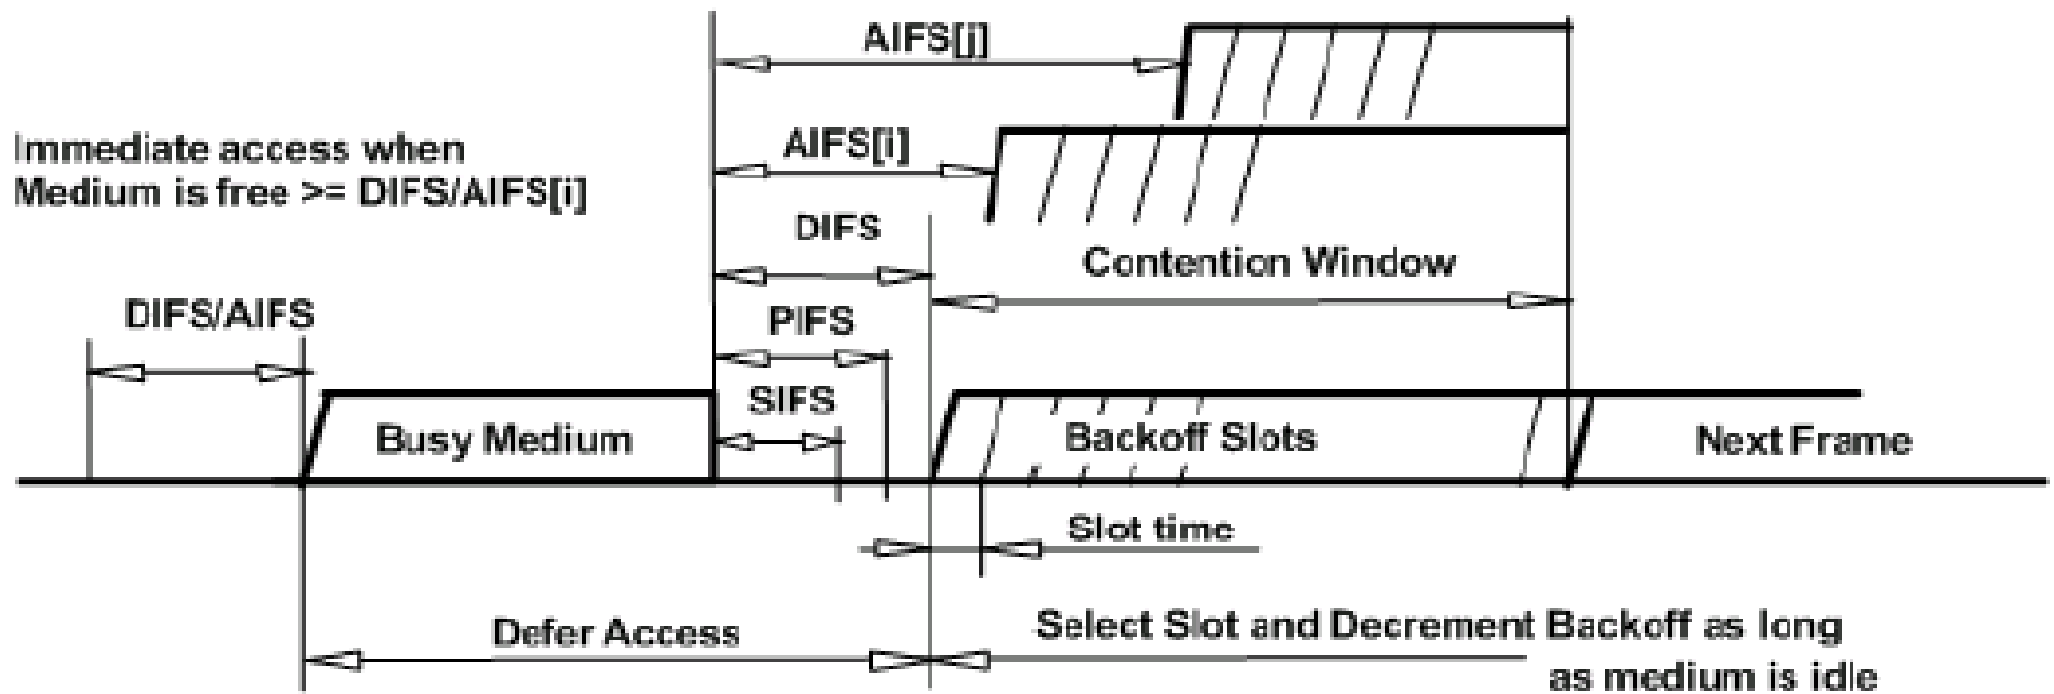 AIFS[j]
Immediate access when
Medium is free >= DIFS/AIFS[i]
AIFS[i]
DIFS
Contention Window
DIFS/AIFS
PIFS
SIFS
Busy Medium
Backoff Slots
Next Frame
Slot time
Defer Access
Select Slot and Decrement Backoff as long
as medium is idle